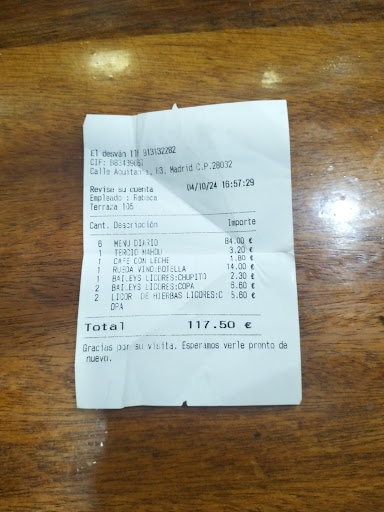 El desván Tlf 913132282
CIF:
Calle Aquitania, Madrid C.P.28032
Revise su cuenta 04/10/24 16:57:29
Empleado : Rebeca
Terraza 106
Cant. Descripción Importe
6 MENU DIARIO 84.00 €
1 TERCIO MAHOU 3.20 €
1 CAFE CON LECHE 1.80 €
1 RUEDA VINO:BOTELLA 14.00 €
1 BAILEYS LICORES:CHUPITO 2.30 €
2 BAILEYS LICORES:COPA 6.60 €
2 LICOR DE HIERBAS LICORES:C 5.60 €
OPA
Total 117.50 €
Gracias por su visita. Esperamos verle pronto de
nuevo.